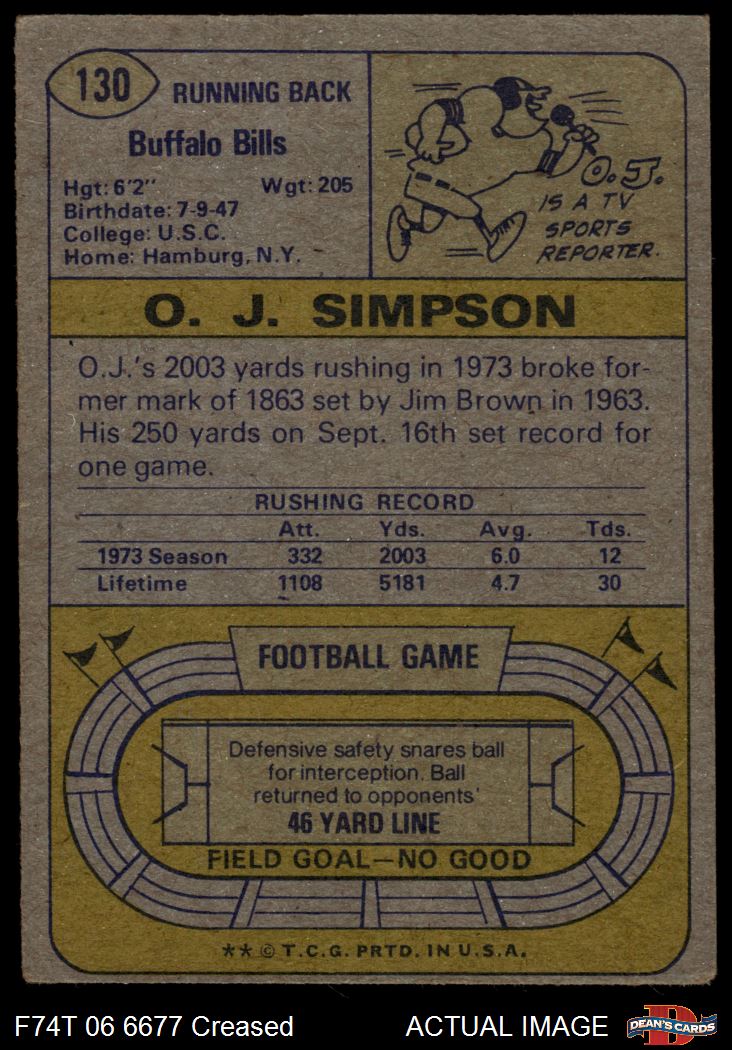 130
RUNNING BACK
Buffalo Bills
Hgt: 6'2" Wgt: 205
Birthdate: 7-9-47
College: U.S.C.
Home: Hamburg, N.Y.
O.J.
IS A TV
SPORTS
REPORTER.
O. J. SIMPSON
O.J.'s 2003 yards rushing in 1973 broke for-
mer mark of 1863 set by Jim Brown in 1963.
His 250 yards on Sept. 16th set record for
one game.
RUSHING RECORD
Att. Yds. Avg. Tds.
1973 Season 332 2003 6.0 12
Lifetime 1108 5181 4.7 30
FOOTBALL GAME
Defensive safety snares ball
for interception. Ball
returned to opponents'
46 YARD LINE
FIELD GOAL—NO GOOD
** © T.C.G. PRTD. IN U.S.A.
F74T 06 6677 Creased ACTUAL IMAGE
D
DEAN'S CARDS